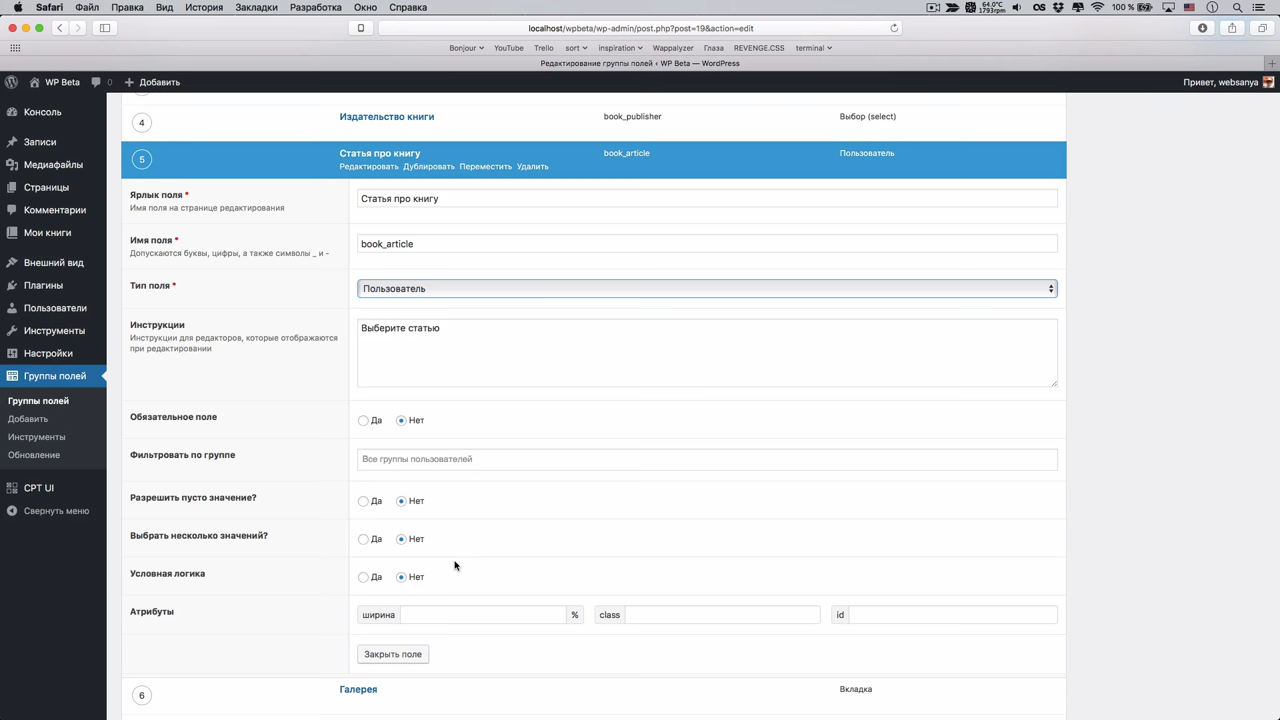 Safari Файл Правка Вид История Закладки Разработка Окно Справка
64.0°C 1793rpm 100 %
localhost/wpbeta/wp-admin/post.php?post=19&action=edit
Bonjour YouTube Trello sort inspiration Wappalyzer Глаза REVENGE.CSS terminal
Редактирование группы полей ‹ WP Beta — WordPress
WP Beta 0 Добавить Привет, websanya
Консоль
Записи
Медиафайлы
Страницы
Комментарии
Мои книги
Внешний вид
Плагины
Пользователи
Инструменты
Настройки
Группы полей
Группы полей
Добавить
Инструменты
Обновление
CPT UI
Свернуть меню
4 Издательство книги book_publisher Выбор (select)
5 Статья про книгу book_article Пользователь
Редактировать Дублировать Переместить Удалить
Ярлык поля *
Имя поля на странице редактирования
Статья про книгу
Имя поля *
Допускаются буквы, цифры, а также символы _ и -
book_article
Тип поля *
Пользователь
Инструкции
Инструкции для редакторов, которые отображаются
при редактировании
Выберите статью
Обязательное поле Да Нет
Фильтровать по группе Все группы пользователей
Разрешить пусто значение? Да Нет
Выбрать несколько значений? Да Нет
Условная логика Да Нет
Атрибуты ширина % class id
Закрыть поле
6 Галерея Вкладка